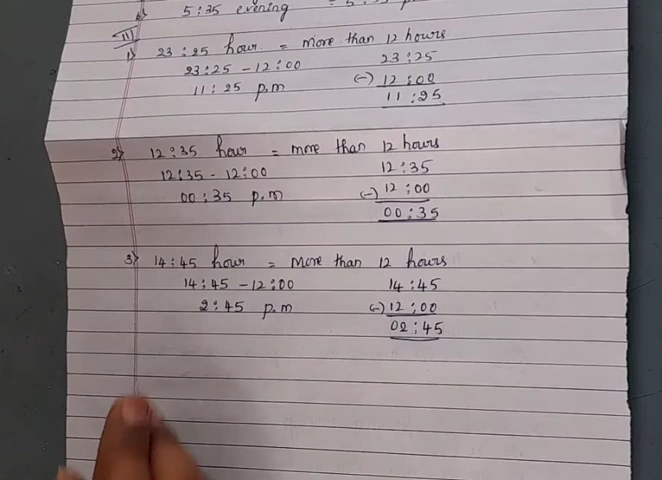 5:35 evening =
III
1) 23:25 hour = more than 12 hours
23:25 - 12:00 23:25
11:25 p.m (-) 12:00
11:25
2) 12:35 hour = more than 12 hours
12:35 - 12:00 12:35
00:35 p.m (-) 12:00
00:35
3) 14:45 hour = More than 12 hours
14:45 - 12:00 14:45
2:45 p.m (-) 12:00
02:45